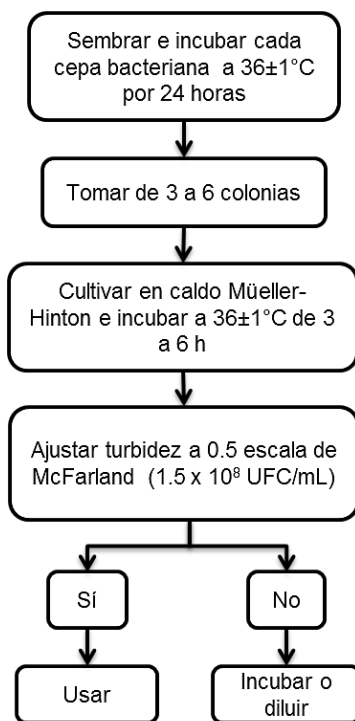 Sembrar e incubar cada
cepa bacteriana a 36±1°C
por 24 horas
Tomar de 3 a 6 colonias
Cultivar en caldo Müeller-
Hinton e incubar a 36±1°C de 3
a 6 h
Ajustar turbidez a 0.5 escala de
McFarland (1.5 x 10⁸ UFC/mL)
Sí
No
Usar
Incubar o
diluir